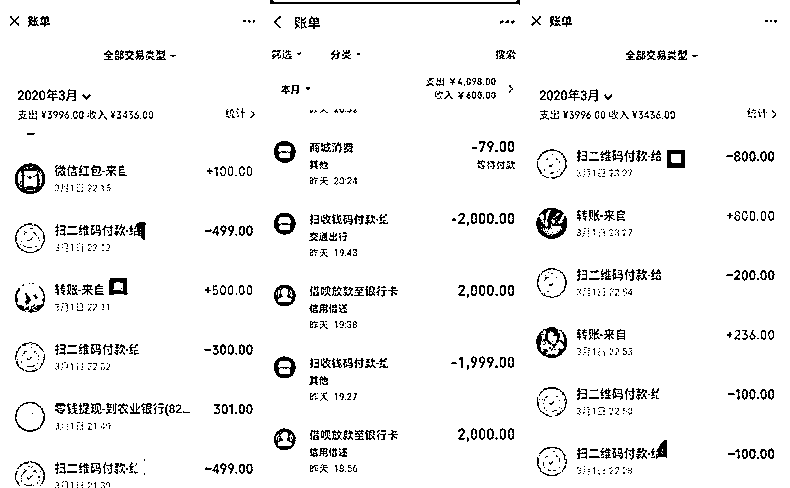 账单
全部交易类型
2020年3月
支出 ¥3996.00 收入 ¥3436.00
统计
微信红包-来自
+100.00
3月1日 22:15
扫二维码付款-给
-499.00
3月1日 22:12
转账-来自
+500.00
3月1日 22:11
扫二维码付款-给
-300.00
3月1日 22:02
零钱提现-到农业银行(82...
301.00
3月1日 21:49
扫二维码付款-给
-499.00
3月1日 21:39
账单
筛选
分类
搜索
本月
支出 ¥4,098.00
收入 ¥600.00
商城消费
-79.00
其他
等待付款
昨天 20:24
扫收钱码付款-给
-2,000.00
交通出行
昨天 19:43
借呗放款至银行卡
2,000.00
信用借还
昨天 19:38
扫收钱码付款-给
-1,999.00
其他
昨天 19:27
借呗放款至银行卡
2,000.00
信用借还
昨天 18:56
账单
全部交易类型
2020年3月
支出 ¥3996.00 收入 ¥3436.00
统计
扫二维码付款-给
-800.00
3月1日 23:27
转账-来自
+800.00
3月1日 23:27
扫二维码付款-给
-200.00
3月1日 22:54
转账-来自
+236.00
3月1日 22:53
扫二维码付款-给
-100.00
3月1日 22:50
扫二维码付款-给
-100.00
3月1日 22:28